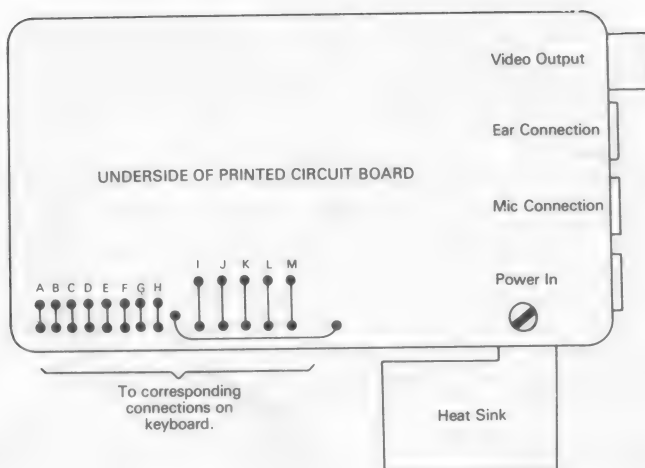 Video Output
Ear Connection
UNDERSIDE OF PRINTED CIRCUIT BOARD
Mic Connection
I J K L M
A B C D E F G H
Power In
To corresponding
connections on
keyboard.
Heat Sink